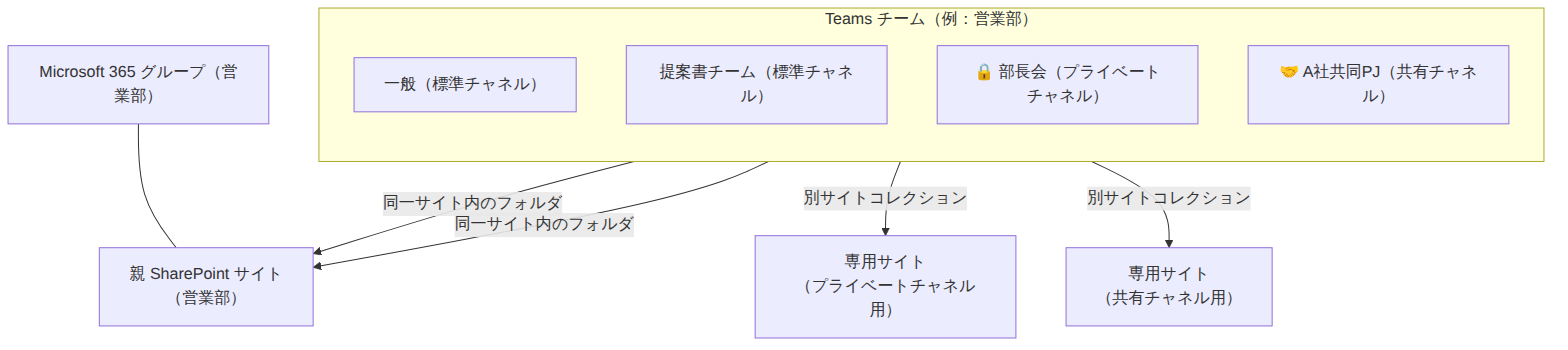 Teams チーム（例：営業部）
Microsoft 365 グループ（営
業部）
一般（標準チャネル）
提案書チーム（標準チャネ
ル）
🔒 部長会（プライベート
チャネル）
🤝 A社共同PJ（共有チャネ
ル）
同一サイト内のフォルダ
同一サイト内のフォルダ
別サイトコレクション
別サイトコレクション
親 SharePoint サイト
（営業部）
専用サイト
（プライベートチャネル
用）
専用サイト
（共有チャネル用）